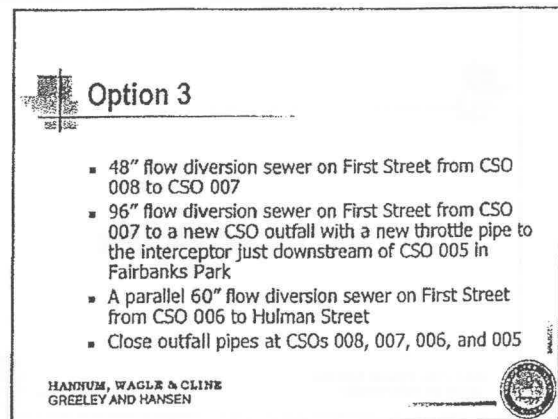 Option 3
▪ 48" flow diversion sewer on First Street from CSO
008 to CSO 007
▪ 96" flow diversion sewer on First Street from CSO
007 to a new CSO outfall with a new throttle pipe to
the interceptor just downstream of CSO 005 in
Fairbanks Park
▪ A parallel 60" flow diversion sewer on First Street
from CSO 006 to Hulman Street
▪ Close outfall pipes at CSOs 008, 007, 006, and 005
HANNUM, WAGLE & CLINE
GREELEY AND HANSEN